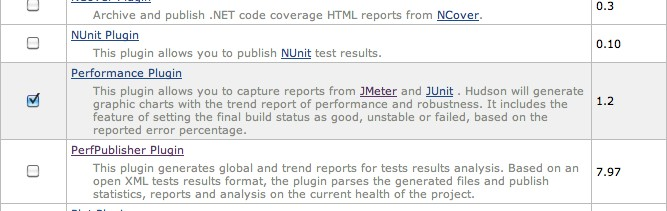 NCover Plugin
Archive and publish .NET code coverage HTML reports from NCover.
0.3
NUnit Plugin
This plugin allows you to publish NUnit test results.
0.10
Performance Plugin
This plugin allows you to capture reports from JMeter and JUnit . Hudson will generate
graphic charts with the trend report of performance and robustness. It includes the
feature of setting the final build status as good, unstable or failed, based on the
reported error percentage.
1.2
PerfPublisher Plugin
This plugin generates global and trend reports for tests results analysis. Based on an
open XML tests results format, the plugin parses the generated files and publish
statistics, reports and analysis on the current health of the project.
7.97